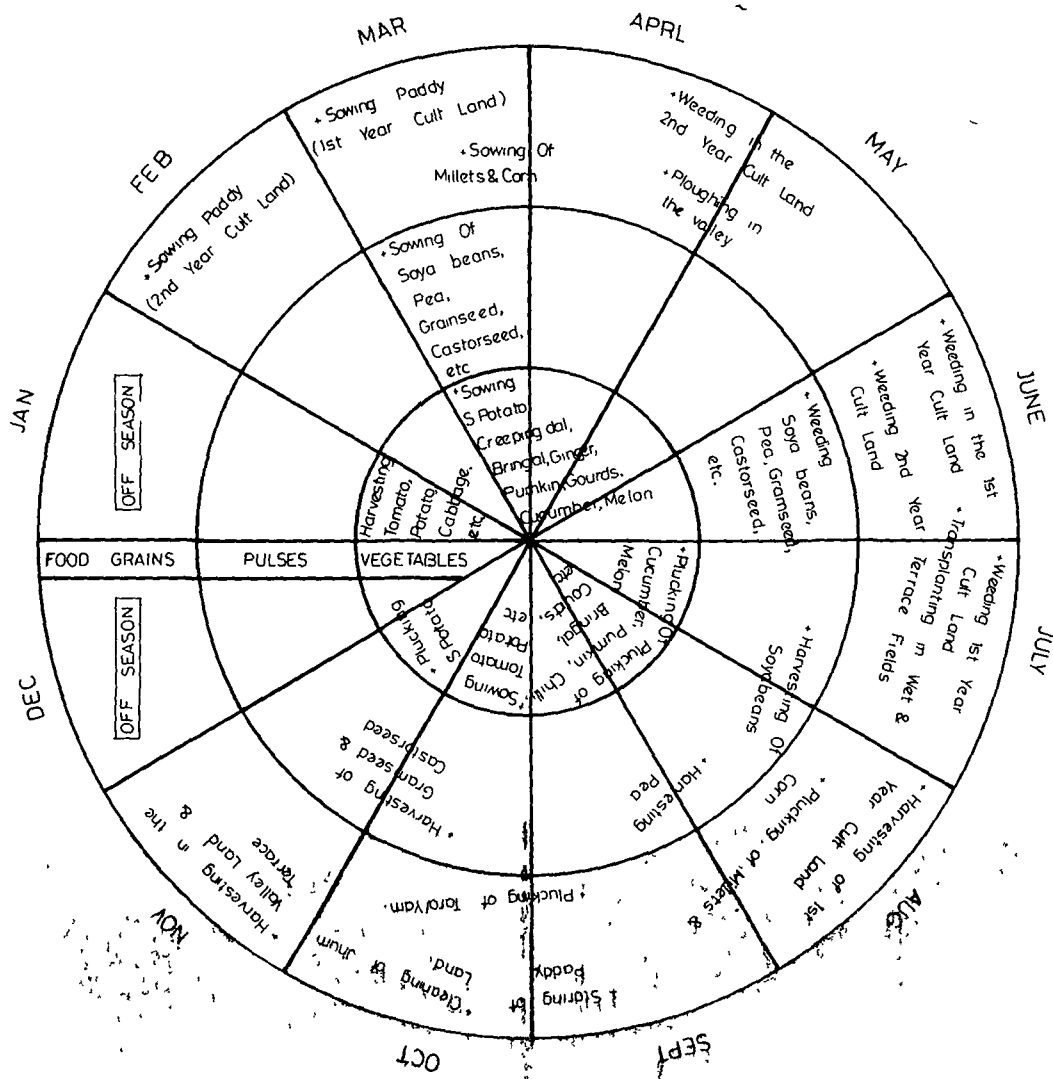 MAR
APRL
MAY
JUNE
JULY
AUG
SEPT
OCT
NOV
DEC
JAN
FEB
+ Sowing Paddy
(1st Year Cult Land)
+ Sowing Of
Millets & Corn
+ Weeding in the
2nd Year Cult Land
+ Ploughing in
the valley
+ Weeding in the 1st
Year Cult Land
+ Weeding 2nd Year
Cult Land
+ Weeding 1st Year
Cult Land
+ Transplanting in Wet &
Terrace Fields
+ Harvesting of 1st
Year Cult Land
+ Plucking of Millets &
Corn
+ Storing of
Paddy
+ Plucking of Taro/Yam.
+ Clearing of Jhum
Land.
+ Harvesting in the
Valley Land &
Terrace
OFF SEASON
OFF SEASON
+ Sowing Paddy
(2nd Year Cult Land)
FOOD GRAINS
PULSES
VEGETABLES
+ Sowing Of
Soya beans,
Pea,
Grainseed,
Castorseed,
etc
+ Weeding
Soya beans,
Pea, Gramseed,
Castorseed,
etc.
+ Harvesting Of
Soyabeans
+ Harvesting
Pea
+ Harvesting of
Gramseed &
Castorseed
+ Sowing
S Potato,
Creeping dal,
Bringal, Ginger,
Pumkin, Gourds,
Cucumber, Melon
+ Plucking Of
Cucumber,
Melon
+ Plucking of Chilli,
Bringal, Pumkin,
Gouds,
etc
+ Sowing
Tomato
Potato etc
+ Plucking
S Potato
Harvesting
Tomato,
Potato,
Cabbage,
etc